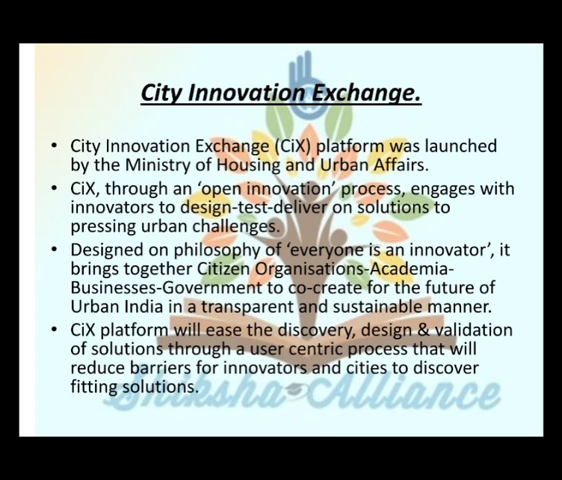 City Innovation Exchange.
• City Innovation Exchange (CiX) platform was launched
by the Ministry of Housing and Urban Affairs.
• CiX, through an ‘open innovation’ process, engages with
innovators to design-test-deliver on solutions to
pressing urban challenges.
• Designed on philosophy of ‘everyone is an innovator’, it
brings together Citizen Organisations-Academia-
Businesses-Government to co-create for the future of
Urban India in a transparent and sustainable manner.
• CiX platform will ease the discovery, design & validation
of solutions through a user centric process that will
reduce barriers for innovators and cities to discover
fitting solutions.
Shiksha Alliance